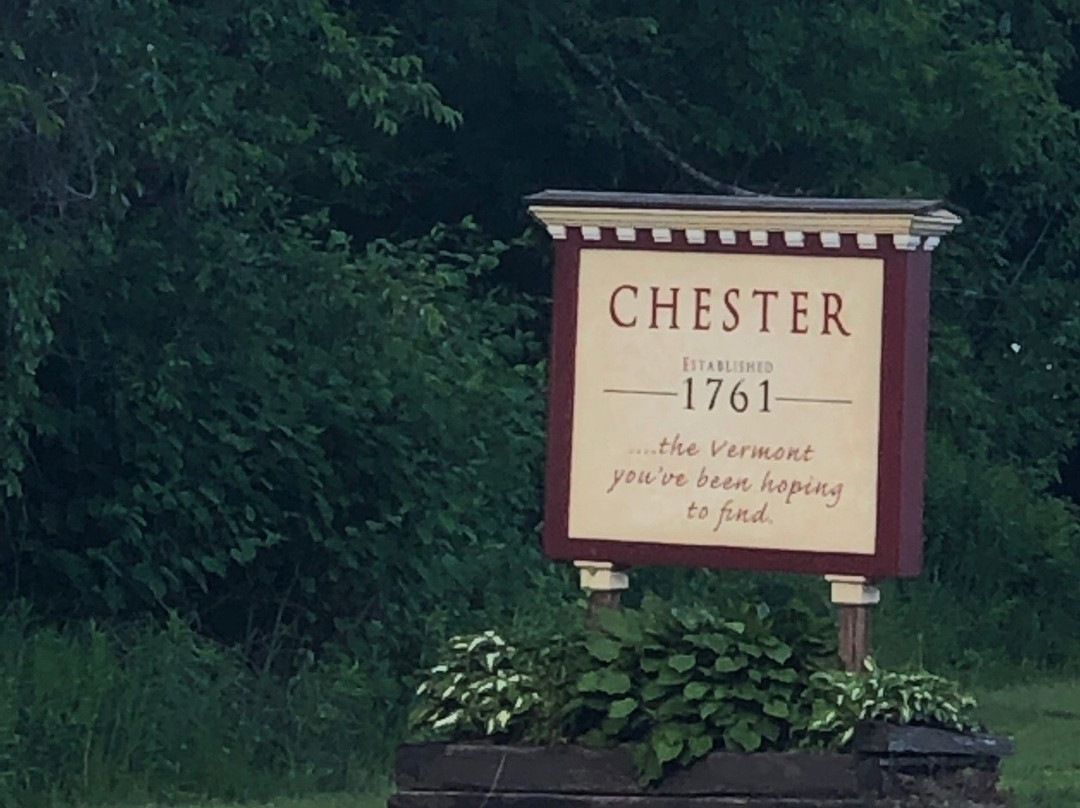 CHESTER
ESTABLISHED
1761
....the Vermont
you've been hoping
to find.